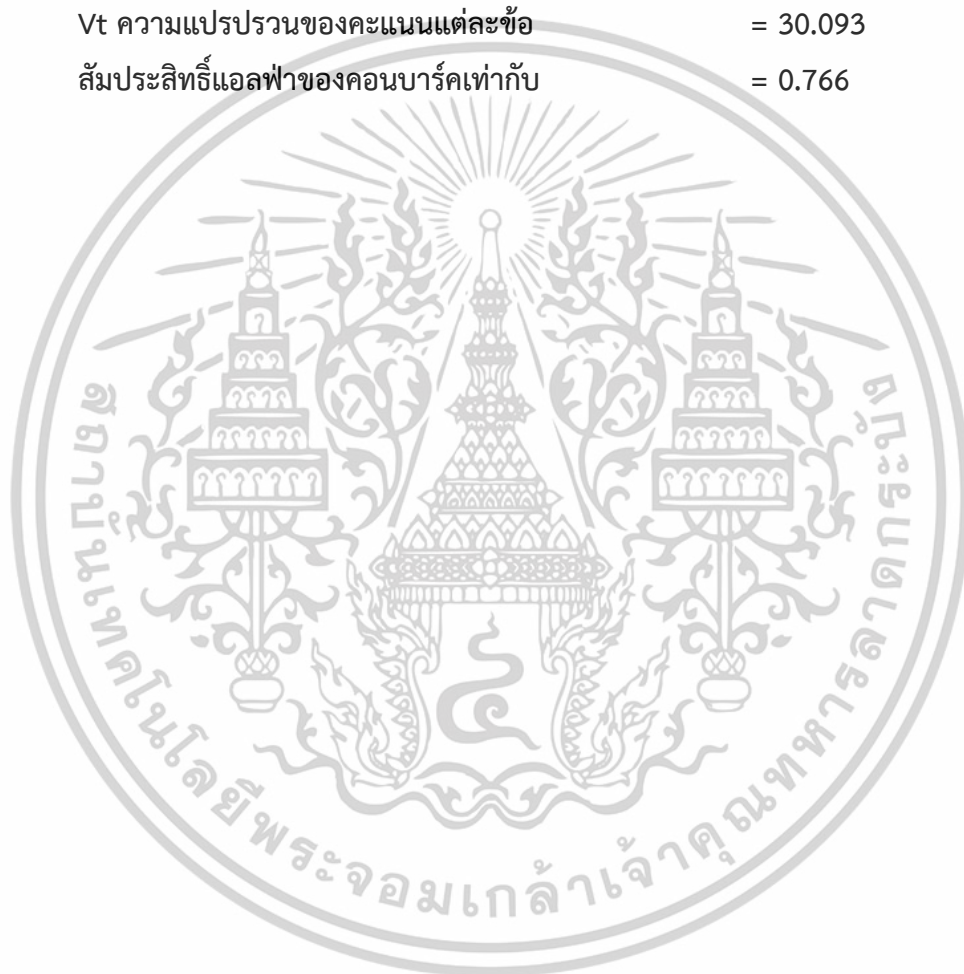 Vt ความแปรปรวนของคะแนนแต่ละข้อ = 30.093
สัมประสิทธิ์แอลฟ่าของคอนบาร์คเท่ากับ = 0.766
๔
สถาบันเทคโนโลยีพระจอมเกล้าเจ้าคุณทหารลาดกระบัง